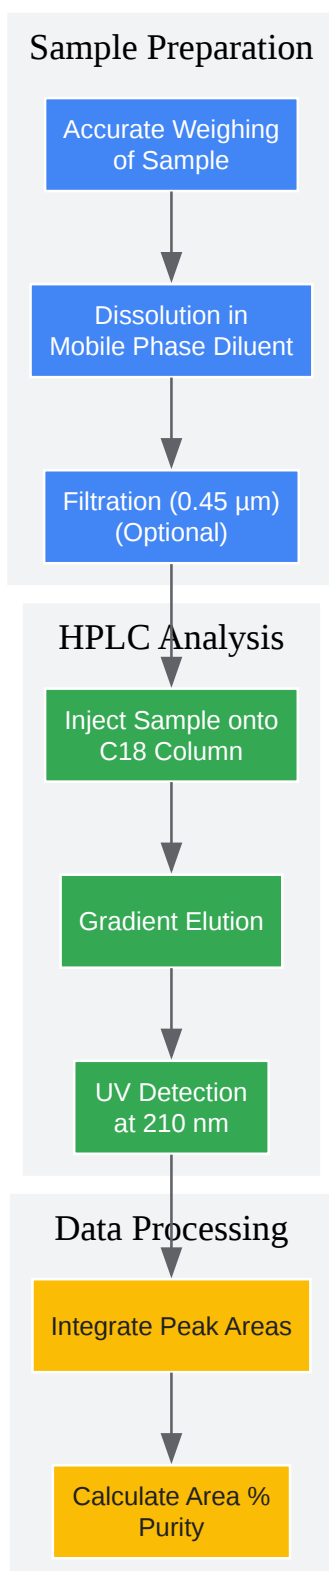 Sample Preparation
Accurate Weighing
of Sample
Dissolution in
Mobile Phase Diluent
Filtration (0.45 µm)
(Optional)
HPLC Analysis
Inject Sample onto
C18 Column
Gradient Elution
UV Detection
at 210 nm
Data Processing
Integrate Peak Areas
Calculate Area %
Purity